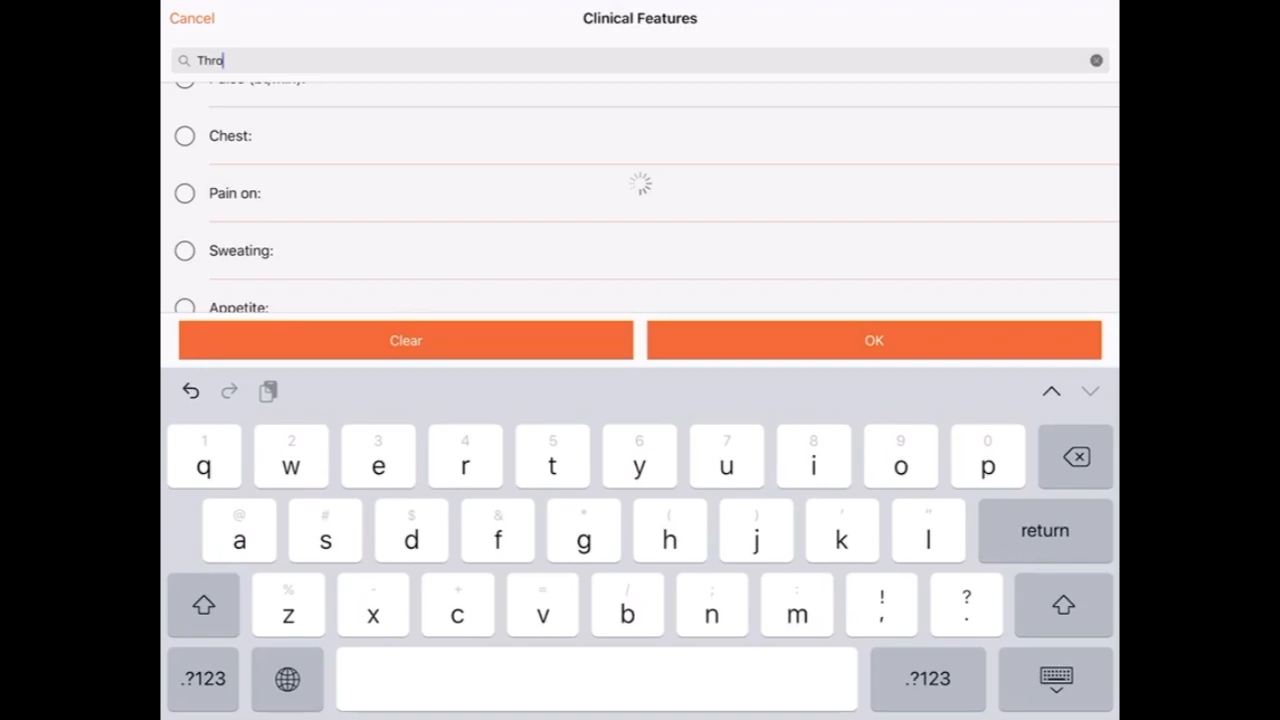 Cancel
Clinical Features
Thro
Chest:
Pain on:
Sweating:
Appetite:
Clear
OK
1 2 3 4 5 6 7 8 9 0
q w e r t y u i o p
@ # $ & * ( ) ' "
a s d f g h j k l return
% - + = / ; : ! ?
z x c v b n m , .
.?123 .?123